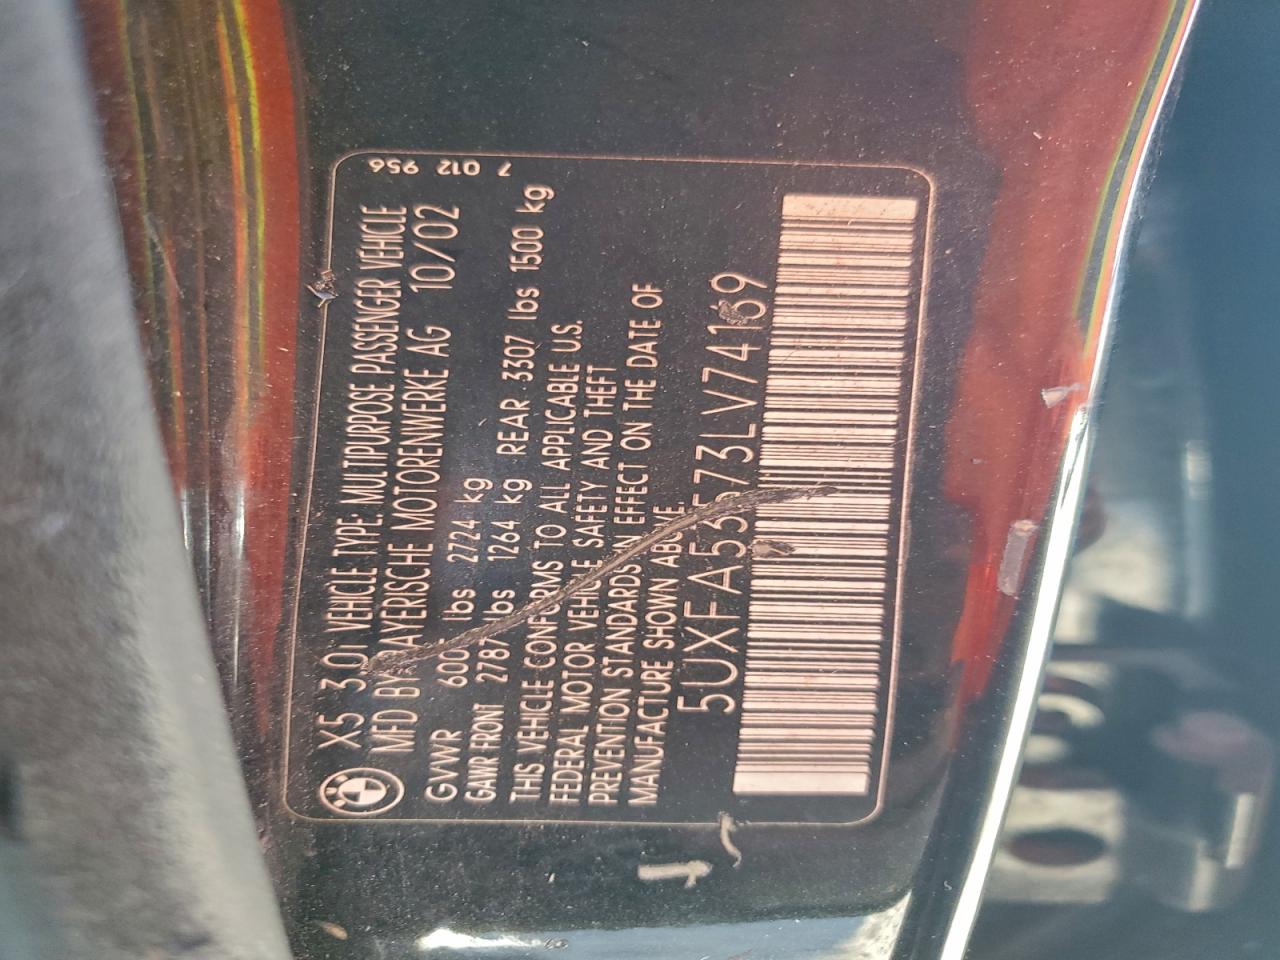 7 012 956
X5 3.0i VEHICLE TYPE: MULTIPURPOSE PASSENGER VEHICLE
MFD BY BAYERISCHE MOTORENWERKE AG 10/02
GVWR 6005 lbs 2724 kg
GAWR FRONT 2787 lbs 1264 kg REAR 3307 lbs 1500 kg
THIS VEHICLE CONFORMS TO ALL APPLICABLE U.S.
FEDERAL MOTOR VEHICLE SAFETY AND THEFT
PREVENTION STANDARDS IN EFFECT ON THE DATE OF
MANUFACTURE SHOWN ABOVE
5UXFA53573LV74169